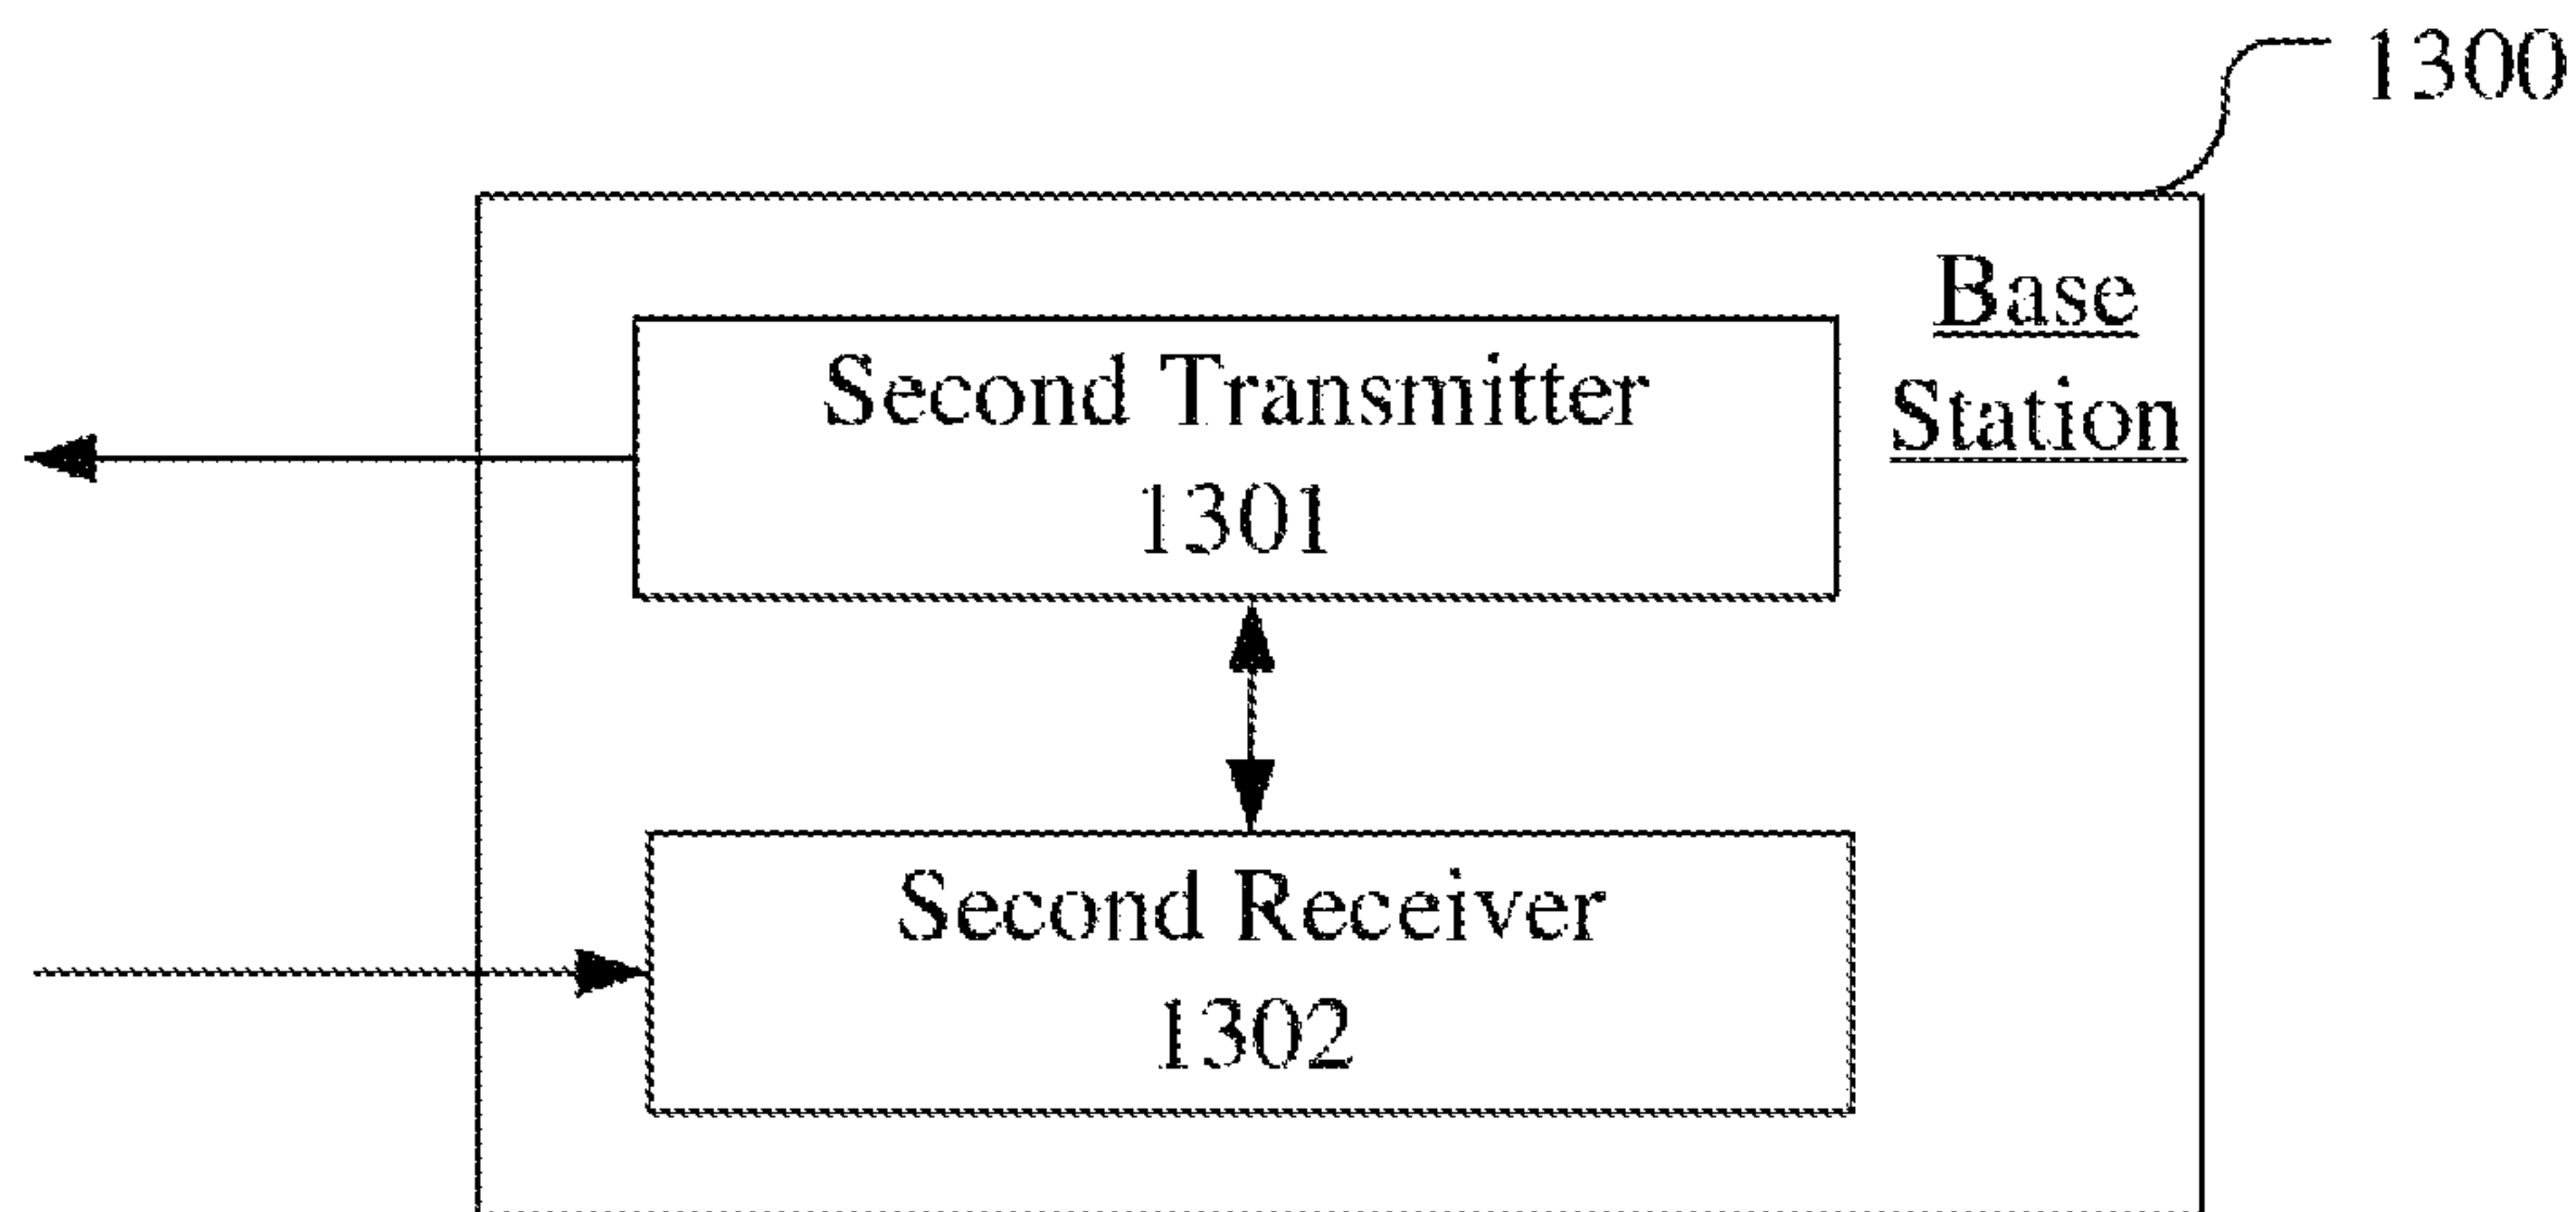 1300
Base
Station
Second Transmitter
1301
Second Receiver
1302